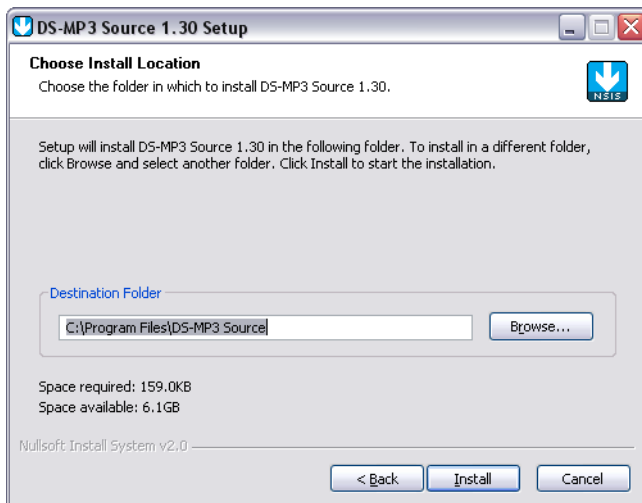 DS-MP3 Source 1.30 Setup
Choose Install Location
Choose the folder in which to install DS-MP3 Source 1.30.
NSIS
Setup will install DS-MP3 Source 1.30 in the following folder. To install in a different folder,
click Browse and select another folder. Click Install to start the installation.
Destination Folder
C:\Program Files\DS-MP3 Source
Browse...
Space required: 159.0KB
Space available: 6.1GB
Nullsoft Install System v2.0
< Back
Install
Cancel